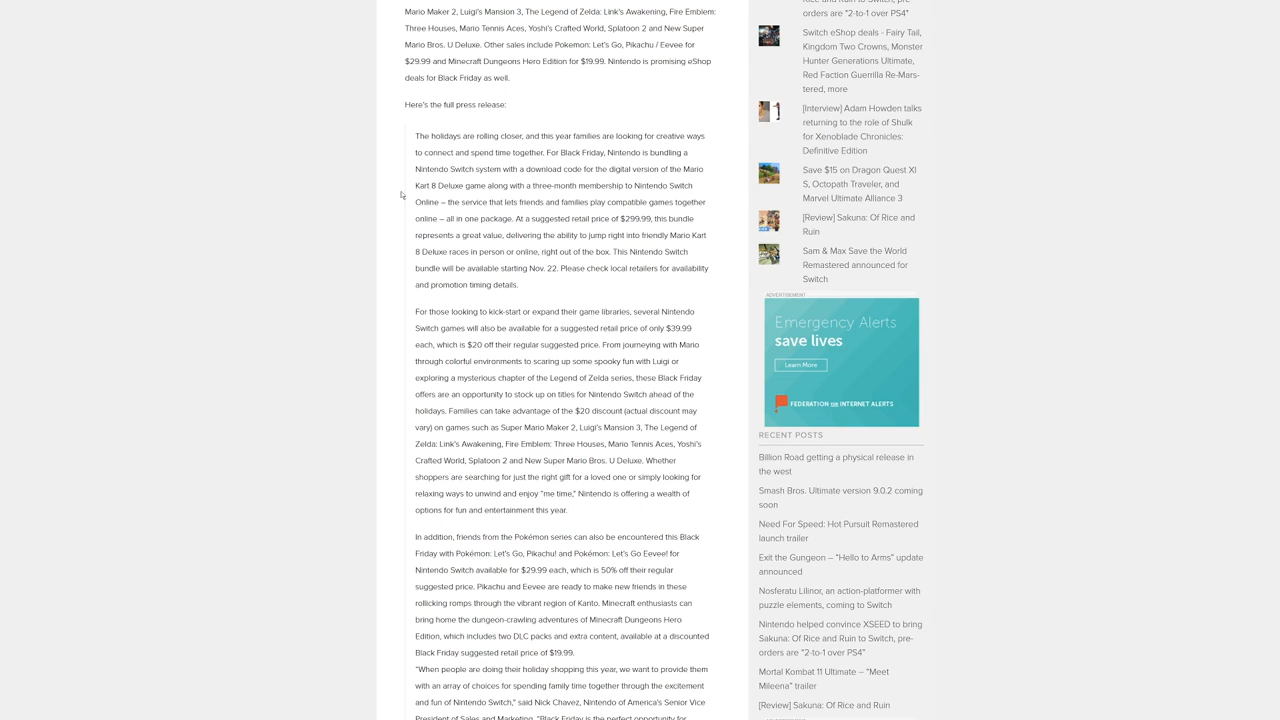 Mario Maker 2, Luigi's Mansion 3, The Legend of Zelda: Link's Awakening, Fire Emblem:
Three Houses, Mario Tennis Aces, Yoshi's Crafted World, Splatoon 2 and New Super
Mario Bros. U Deluxe. Other sales include Pokemon: Let's Go, Pikachu / Eevee for
$29.99 and Minecraft Dungeons Hero Edition for $19.99. Nintendo is promising eShop
deals for Black Friday as well.
Here's the full press release:
The holidays are rolling closer, and this year families are looking for creative ways
to connect and spend time together. For Black Friday, Nintendo is bundling a
Nintendo Switch system with a download code for the digital version of the Mario
Kart 8 Deluxe game along with a three-month membership to Nintendo Switch
Online – the service that lets friends and families play compatible games together
online – all in one package. At a suggested retail price of $299.99, this bundle
represents a great value, delivering the ability to jump right into friendly Mario Kart
8 Deluxe races in person or online, right out of the box. This Nintendo Switch
bundle will be available starting Nov. 22. Please check local retailers for availability
and promotion timing details.
For those looking to kick-start or expand their game libraries, several Nintendo
Switch games will also be available for a suggested retail price of only $39.99
each, which is $20 off their regular suggested price. From journeying with Mario
through colorful environments to scaring up some spooky fun with Luigi or
exploring a mysterious chapter of the Legend of Zelda series, these Black Friday
offers are an opportunity to stock up on titles for Nintendo Switch ahead of the
holidays. Families can take advantage of the $20 discount (actual discount may
vary) on games such as Super Mario Maker 2, Luigi's Mansion 3, The Legend of
Zelda: Link's Awakening, Fire Emblem: Three Houses, Mario Tennis Aces, Yoshi's
Crafted World, Splatoon 2 and New Super Mario Bros. U Deluxe. Whether
shoppers are searching for just the right gift for a loved one or simply looking for
relaxing ways to unwind and enjoy "me time," Nintendo is offering a wealth of
options for fun and entertainment this year.
In addition, friends from the Pokémon series can also be encountered this Black
Friday with Pokémon: Let's Go, Pikachu! and Pokémon: Let's Go Eevee! for
Nintendo Switch available for $29.99 each, which is 50% off their regular
suggested price. Pikachu and Eevee are ready to make new friends in these
rollicking romps through the vibrant region of Kanto. Minecraft enthusiasts can
bring home the dungeon-crawling adventures of Minecraft Dungeons Hero
Edition, which includes two DLC packs and extra content, available at a discounted
Black Friday suggested retail price of $19.99.
"When people are doing their holiday shopping this year, we want to provide them
with an array of choices for spending family time together through the excitement
and fun of Nintendo Switch," said Nick Chavez, Nintendo of America's Senior Vice
President of Sales and Marketing. "Black Friday is the perfect opportunity for
Rice and Ruin to Switch, pre-
orders are "2-to-1 over PS4"
Switch eShop deals - Fairy Tail,
Kingdom Two Crowns, Monster
Hunter Generations Ultimate,
Red Faction Guerrilla Re-Mars-
tered, more
[Interview] Adam Howden talks
returning to the role of Shulk
for Xenoblade Chronicles:
Definitive Edition
Save $15 on Dragon Quest XI
S, Octopath Traveler, and
Marvel Ultimate Alliance 3
[Review] Sakuna: Of Rice and
Ruin
Sam & Max Save the World
Remastered announced for
Switch
ADVERTISEMENT
Emergency Alerts
save lives
Learn More
FEDERATION FOR INTERNET ALERTS
RECENT POSTS
Billion Road getting a physical release in
the west
Smash Bros. Ultimate version 9.0.2 coming
soon
Need For Speed: Hot Pursuit Remastered
launch trailer
Exit the Gungeon – "Hello to Arms" update
announced
Nosferatu Lilinor, an action-platformer with
puzzle elements, coming to Switch
Nintendo helped convince XSEED to bring
Sakuna: Of Rice and Ruin to Switch, pre-
orders are "2-to-1 over PS4"
Mortal Kombat 11 Ultimate – "Meet
Mileena" trailer
[Review] Sakuna: Of Rice and Ruin